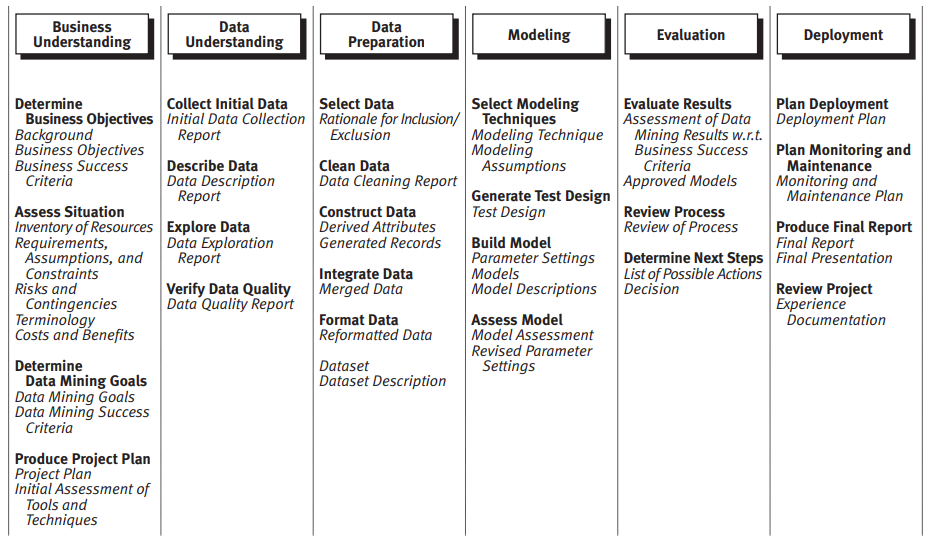 Business
Understanding
Data
Understanding
Data
Preparation
Modeling
Evaluation
Deployment
Determine
Business Objectives
Background
Business Objectives
Business Success
Criteria
Assess Situation
Inventory of Resources
Requirements,
Assumptions, and
Constraints
Risks and
Contingencies
Terminology
Costs and Benefits
Determine
Data Mining Goals
Data Mining Goals
Data Mining Success
Criteria
Produce Project Plan
Project Plan
Initial Assessment of
Tools and
Techniques
Collect Initial Data
Initial Data Collection
Report
Describe Data
Data Description
Report
Explore Data
Data Exploration
Report
Verify Data Quality
Data Quality Report
Select Data
Rationale for Inclusion/
Exclusion
Clean Data
Data Cleaning Report
Construct Data
Derived Attributes
Generated Records
Integrate Data
Merged Data
Format Data
Reformatted Data
Dataset
Dataset Description
Select Modeling
Techniques
Modeling Technique
Modeling
Assumptions
Generate Test Design
Test Design
Build Model
Parameter Settings
Models
Model Descriptions
Assess Model
Model Assessment
Revised Parameter
Settings
Evaluate Results
Assessment of Data
Mining Results w.r.t.
Business Success
Criteria
Approved Models
Review Process
Review of Process
Determine Next Steps
List of Possible Actions
Decision
Plan Deployment
Deployment Plan
Plan Monitoring and
Maintenance
Monitoring and
Maintenance Plan
Produce Final Report
Final Report
Final Presentation
Review Project
Experience
Documentation